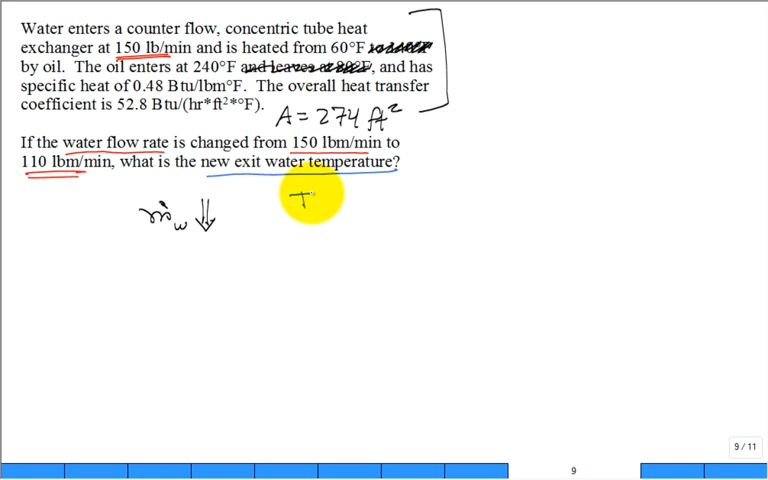 Water enters a counter flow, concentric tube heat
exchanger at 150 lb/min and is heated from 60°F
by oil. The oil enters at 240°F and leaves at 80°F, and has
specific heat of 0.48 Btu/lbm°F. The overall heat transfer
coefficient is 52.8 Btu/(hr*ft²*°F).
A = 274 ft²
If the water flow rate is changed from 150 lbm/min to
110 lbm/min, what is the new exit water temperature?
ṁw ⇓ T
9 / 11
9